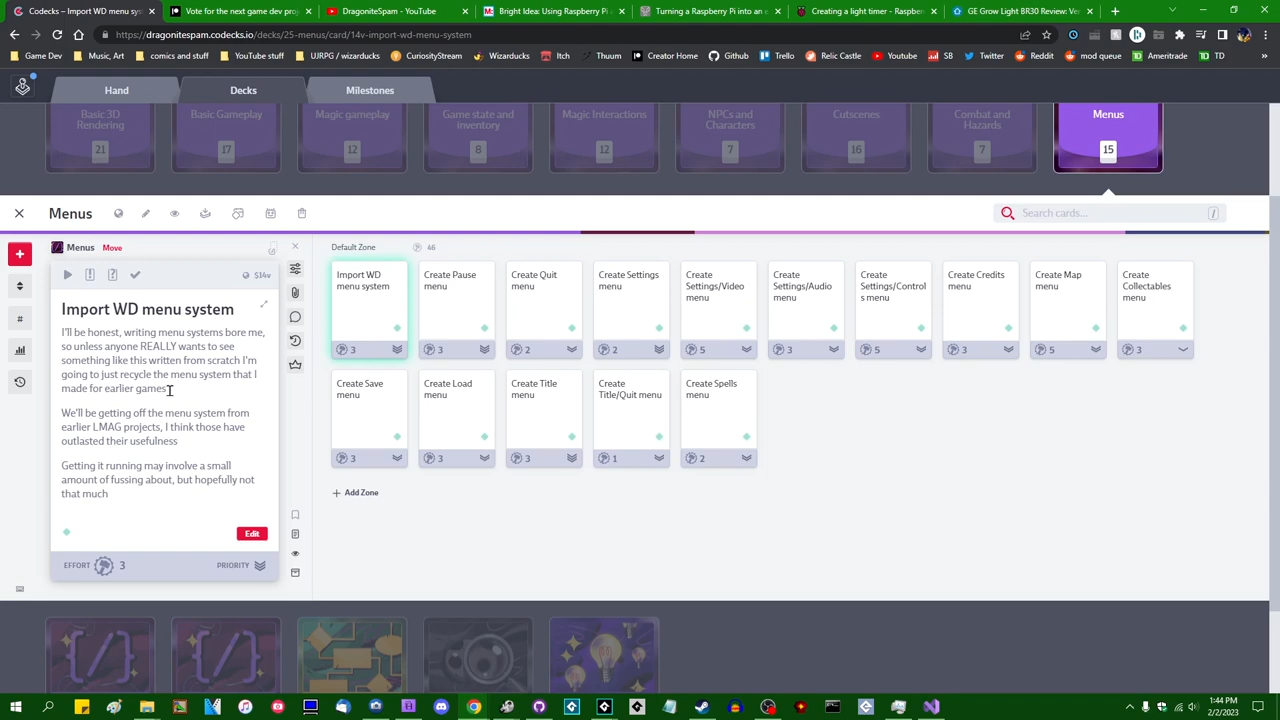 Codecks – Import WD menu syst
Vote for the next game dev proj
DragoniteSpam - YouTube
Bright Idea: Using Raspberry Pi
Turning a Raspberry Pi into an e
Creating a light timer - Raspber
GE Grow Light BR30 Review: Ver
https://dragonitespam.codecks.io/decks/25-menus/card/14v-import-wd-menu-system
Game Dev
Music, Art
comics and stuff
YouTube stuff
UJRPG / wizarducks
CuriosityStream
Wizarducks
Itch
Thuum
Creator Home
Github
Relic Castle
Youtube
SB
Twitter
Reddit
mod queue
Ameritrade
TD
Hand
Decks
Milestones
Basic 3D Rendering
21
Basic Gameplay
17
Magic gameplay
12
Game state and inventory
8
Magic Interactions
12
NPCs and Characters
7
Cutscenes
16
Combat and Hazards
7
Menus
15
Menus
Search cards...
/
Menus Move
$14v
Import WD menu system
I'll be honest, writing menu systems bore me,
so unless anyone REALLY wants to see
something like this written from scratch I'm
going to just recycle the menu system that I
made for earlier games
We'll be getting off the menu system from
earlier LMAG projects, I think those have
outlasted their usefulness
Getting it running may involve a small
amount of fussing about, but hopefully not
that much
Edit
EFFORT 3 PRIORITY
Default Zone 46
Import WD menu system
3
Create Pause menu
3
Create Quit menu
2
Create Settings menu
2
Create Settings/Video menu
5
Create Settings/Audio menu
3
Create Settings/Controls menu
5
Create Credits menu
3
Create Map menu
5
Create Collectables menu
3
Create Save menu
3
Create Load menu
3
Create Title menu
3
Create Title/Quit menu
1
Create Spells menu
2
+ Add Zone
1:44 PM
2/2/2023